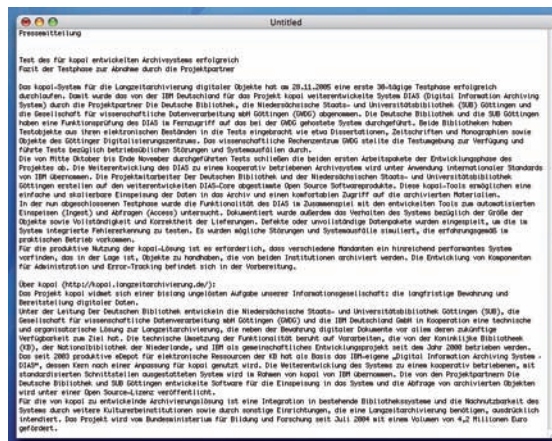 Untitled
Pressemitteilung
Test des für kopal entwickelten Archivsystems erfolgreich
Fazit der Testphase zur Abnahme durch die Projektpartner
Das kopal-System für die Langzeitarchivierung digitaler Objekte hat am 28.11.2005 eine erste 30-tägige Testphase erfolgreich
durchlaufen. Damit wurde das von der IBM Deutschland für das Projekt kopal weiterentwickelte System DIAS (Digital Information Archiving
System) durch die Projektpartner Die Deutsche Bibliothek, die Niedersächsische Staats- und Universitätsbibliothek (SUB) Göttingen und
die Gesellschaft für wissenschaftliche Datenverarbeitung mbH Göttingen (GWDG) abgenommen. Die Deutsche Bibliothek und die SUB Göttingen
haben eine Funktionsprüfung des DIAS im Fernzugriff auf das bei der GWDG gehostete System durchgeführt. Beide Bibliotheken haben
Testobjekte aus ihren elektronischen Beständen in die Tests eingebracht wie etwa Dissertationen, Zeitschriften und Monographien sowie
Objekte des Göttinger Digitalisierungszentrums. Das wissenschaftliche Rechenzentrum GWDG stellte die Testumgebung zur Verfügung und
führte Tests bezüglich betriebsüblichen Störungen und Systemausfällen durch.
Die von Mitte Oktober bis Ende November durchgeführten Tests schließen die beiden ersten Arbeitspakete der Entwicklungsphase des
Projektes ab. Die Weiterentwicklung des DIAS zu einem kooperativ betriebenen Archivsystem wird unter Anwendung internationaler Standards
von IBM übernommen. Die Projektmitarbeiter der Deutschen Bibliothek und der Niedersächsischen Staats- und Universitätsbibliothek
Göttingen erstellen auf den weiterentwickelten DIAS-Core abgestimmte Open Source Softwareprodukte. Diese kopal-Tools ermöglichen eine
einfache und skalierbare Einspielung der Daten in das Archiv und einen komfortablen Zugriff auf die archivierten Materialien.
In der nun abgeschlossenen Testphase wurde die Funktionalität des DIAS im Zusammenspiel mit den entwickelten Tools zum automatisierten
Einspeisen (Ingest) und Abfragen (Access) untersucht. Dokumentiert wurde außerdem das Verhalten des Systems bezüglich der Größe der
Objekte sowie Vollständigkeit und Korrektheit der Lieferungen. Defekte oder unvollständige Datenpakete wurden eingespielt, um die im
System integrierte Fehlererkennung zu testen. Es wurden mögliche Störungen und Systemausfälle simuliert, die erfahrungsgemäß im
praktischen Betrieb vorkommen.
Für die produktive Nutzung der kopal-Lösung ist es erforderlich, dass verschiedene Mandanten ein hinreichend performantes System
vorfinden, das in der Lage ist, Objekte zu handhaben, die von beiden Institutionen archiviert werden. Die Entwicklung von Komponenten
für Administration und Error-Tracking befindet sich in der Vorbereitung.
Über kopal (http://kopal.langzeitarchivierung.de/):
Das Projekt kopal widmet sich einer bislang ungelösten Aufgabe unserer Informationsgesellschaft: die langfristige Bewahrung und
Bereitstellung digitaler Daten.
Unter der Leitung der Deutschen Bibliothek entwickeln die Niedersächsische Staats- und Universitätsbibliothek Göttingen (SUB), die
Gesellschaft für wissenschaftliche Datenverarbeitung mbH Göttingen (GWDG) und die IBM Deutschland GmbH in Kooperation eine technische
und organisatorische Lösung zur Langzeitarchivierung, die neben der Bewahrung digitaler Dokumente vor allem deren zukünftige
Verfügbarkeit zum Ziel hat. Die technische Umsetzung der Funktionalität beruht auf Vorarbeiten, die von der Koninklijke Bibliotheek
(KB), der Nationalbibliothek der Niederlande, und IBM als gemeinschaftliches Entwicklungsprojekt seit dem Jahr 2000 betrieben werden.
Das seit 2003 produktive eDepot für elektronische Ressourcen der KB hat als Basis das IBM-eigene „Digital Information Archiving System -
DIAS", dessen Kern nach einer Anpassung für kopal genutzt wird. Die Weiterentwicklung des Systems zu einem kooperativ betriebenen, mit
standardisierten Schnittstellen ausgestatteten System wird im Rahmen von kopal von IBM übernommen. Die von den Projektpartnern Die
Deutsche Bibliothek und SUB Göttingen entwickelte Software für die Einspeisung in das System und die Abfrage von archivierten Objekten
wird unter einer Open Source-Lizenz veröffentlicht.
Für die von kopal zu entwickelnde Archivierungslösung ist eine Integration in bestehende Bibliothekssysteme und die Nachnutzbarkeit des
Systems durch weitere Kulturerbeinstitutionen sowie durch sonstige Einrichtungen, die eine Langzeitarchivierung benötigen, ausdrücklich
intendiert. Das Projekt wird vom Bundesministerium für Bildung und Forschung seit Juli 2004 mit einem Volumen von 4,2 Millionen Euro
gefördert.